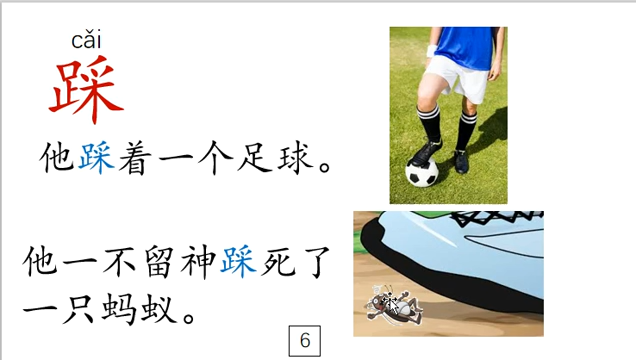 cǎi
踩
他踩着一个足球。
他一不留神踩死了
一只蚂蚁。
6